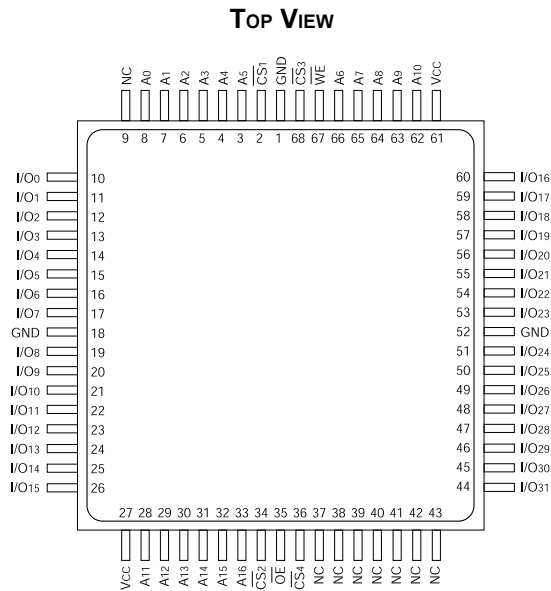 TOP VIEW
NC A0 A1 A2 A3 A4 A5 C̅S̅1 GND C̅S̅3 W̅E̅ A6 A7 A8 A9 A10 VCC
9 8 7 6 5 4 3 2 1 68 67 66 65 64 63 62 61
I/O0 10 60 I/O16
I/O1 11 59 I/O17
I/O2 12 58 I/O18
I/O3 13 57 I/O19
I/O4 14 56 I/O20
I/O5 15 55 I/O21
I/O6 16 54 I/O22
I/O7 17 53 I/O23
GND 18 52 GND
I/O8 19 51 I/O24
I/O9 20 50 I/O25
I/O10 21 49 I/O26
I/O11 22 48 I/O27
I/O12 23 47 I/O28
I/O13 24 46 I/O29
I/O14 25 45 I/O30
I/O15 26 44 I/O31
27 28 29 30 31 32 33 34 35 36 37 38 39 40 41 42 43
VCC A11 A12 A13 A14 A15 A16 C̅S̅2 O̅E̅ C̅S̅4 NC NC NC NC NC NC NC